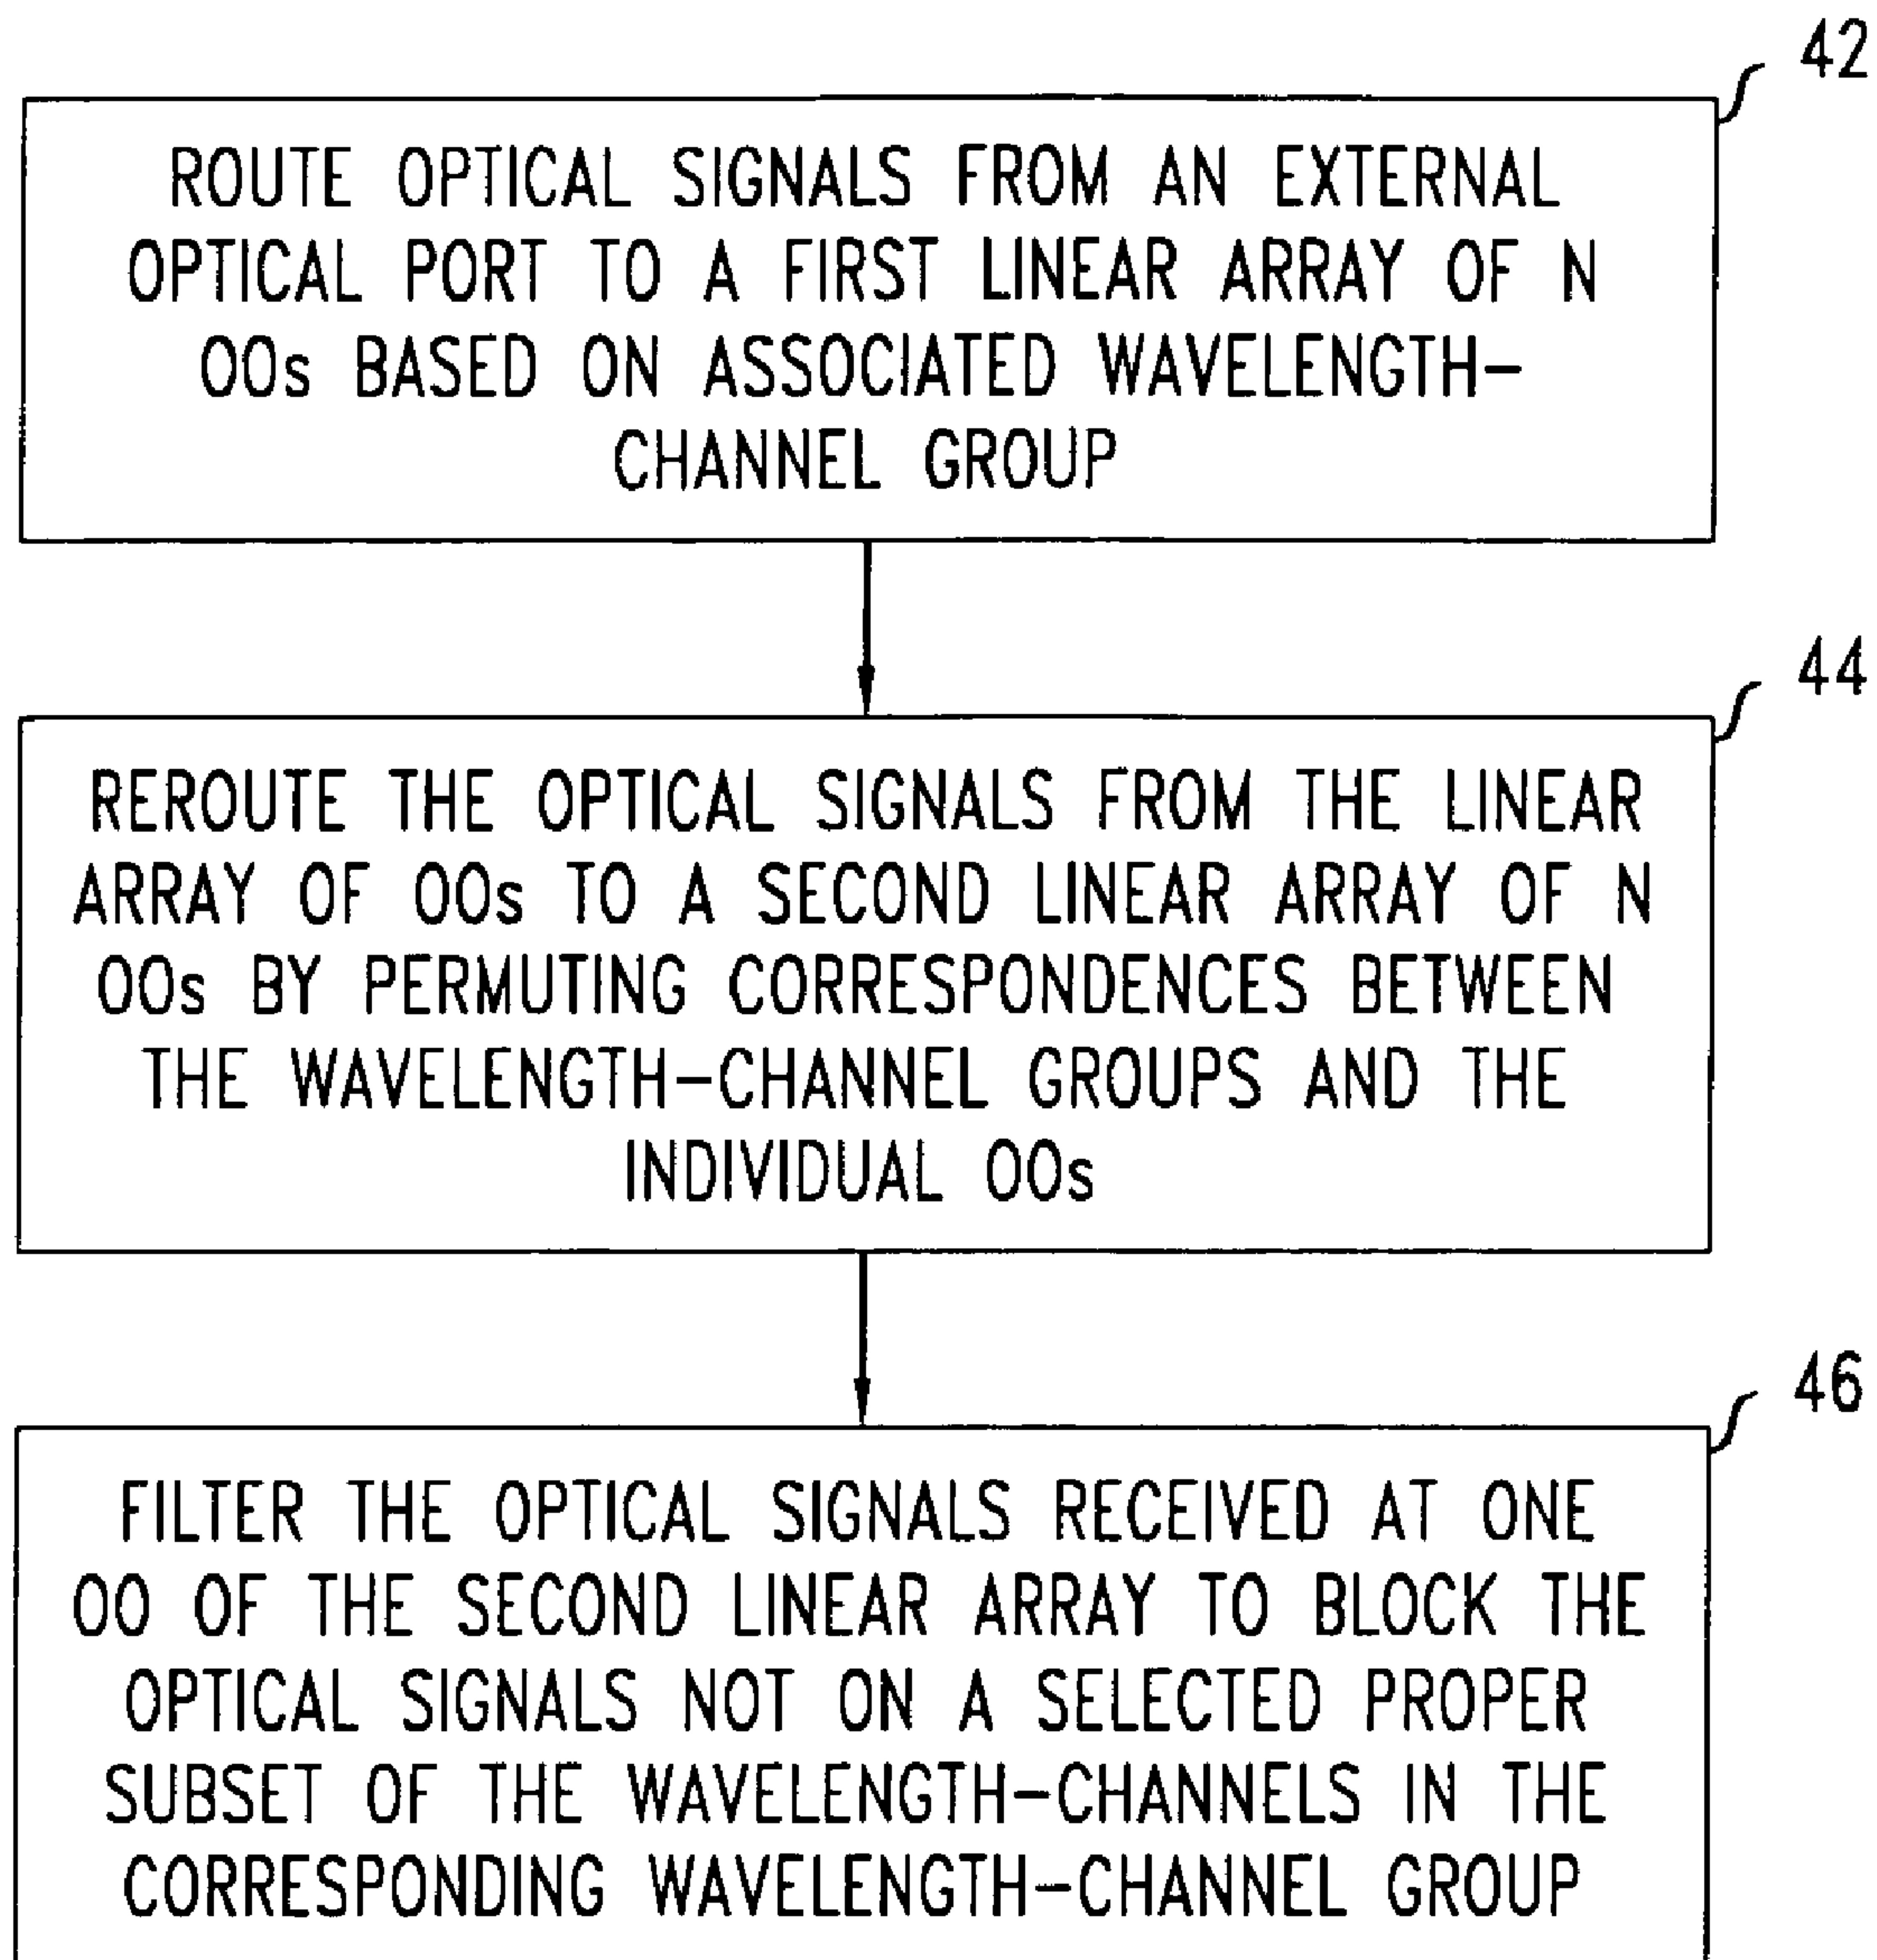 42
ROUTE OPTICAL SIGNALS FROM AN EXTERNAL
OPTICAL PORT TO A FIRST LINEAR ARRAY OF N
OOs BASED ON ASSOCIATED WAVELENGTH-
CHANNEL GROUP
44
REROUTE THE OPTICAL SIGNALS FROM THE LINEAR
ARRAY OF OOs TO A SECOND LINEAR ARRAY OF N
OOs BY PERMUTING CORRESPONDENCES BETWEEN
THE WAVELENGTH-CHANNEL GROUPS AND THE
INDIVIDUAL OOs
46
FILTER THE OPTICAL SIGNALS RECEIVED AT ONE
OO OF THE SECOND LINEAR ARRAY TO BLOCK THE
OPTICAL SIGNALS NOT ON A SELECTED PROPER
SUBSET OF THE WAVELENGTH-CHANNELS IN THE
CORRESPONDING WAVELENGTH-CHANNEL GROUP